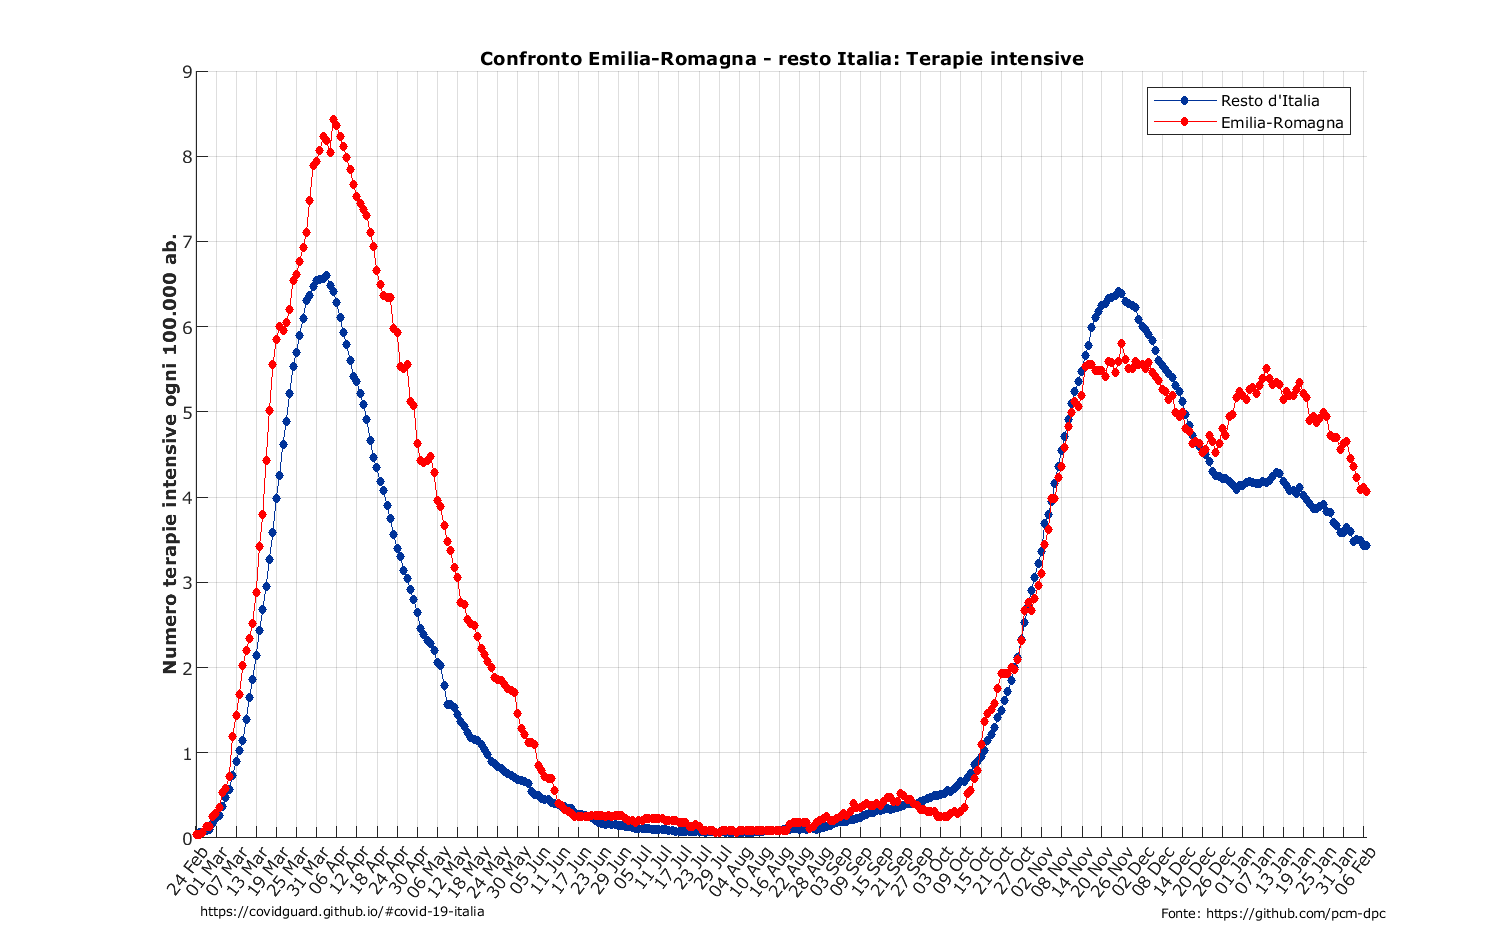 Confronto Emilia-Romagna - resto Italia: Terapie intensive
Resto d'Italia
Emilia-Romagna
Numero terapie intensive ogni 100.000 ab.
9
8
7
6
5
4
3
2
1
0
24 Feb
01 Mar
07 Mar
13 Mar
19 Mar
25 Mar
31 Mar
06 Apr
12 Apr
18 Apr
24 Apr
30 Apr
06 May
12 May
18 May
24 May
30 May
05 Jun
11 Jun
17 Jun
23 Jun
29 Jun
05 Jul
11 Jul
17 Jul
23 Jul
29 Jul
04 Aug
10 Aug
16 Aug
22 Aug
28 Aug
03 Sep
09 Sep
15 Sep
21 Sep
27 Sep
03 Oct
09 Oct
15 Oct
21 Oct
27 Oct
02 Nov
08 Nov
14 Nov
20 Nov
26 Nov
02 Dec
08 Dec
14 Dec
20 Dec
26 Dec
01 Jan
07 Jan
13 Jan
19 Jan
25 Jan
31 Jan
06 Feb
https://covidguard.github.io/#covid-19-italia
Fonte: https://github.com/pcm-dpc